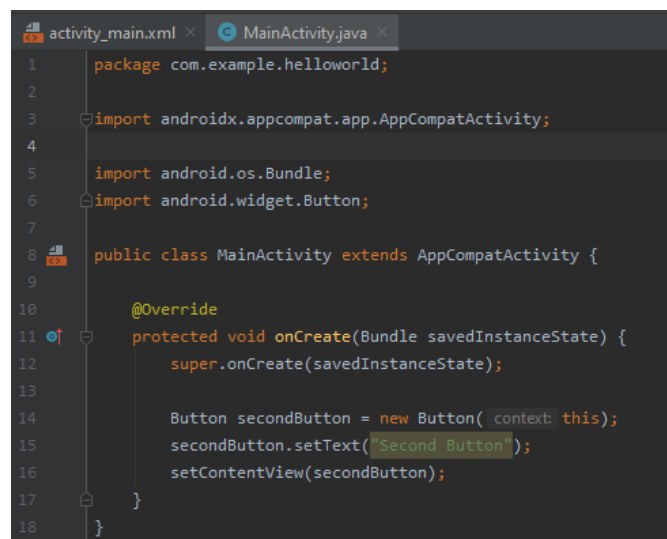 activity_main.xml × MainActivity.java ×
1 package com.example.helloworld;
2
3 import androidx.appcompat.app.AppCompatActivity;
4
5 import android.os.Bundle;
6 import android.widget.Button;
7
8 public class MainActivity extends AppCompatActivity {
9
10 @Override
11 protected void onCreate(Bundle savedInstanceState) {
12 super.onCreate(savedInstanceState);
13
14 Button secondButton = new Button( context: this);
15 secondButton.setText("Second Button");
16 setContentView(secondButton);
17 }
18 }